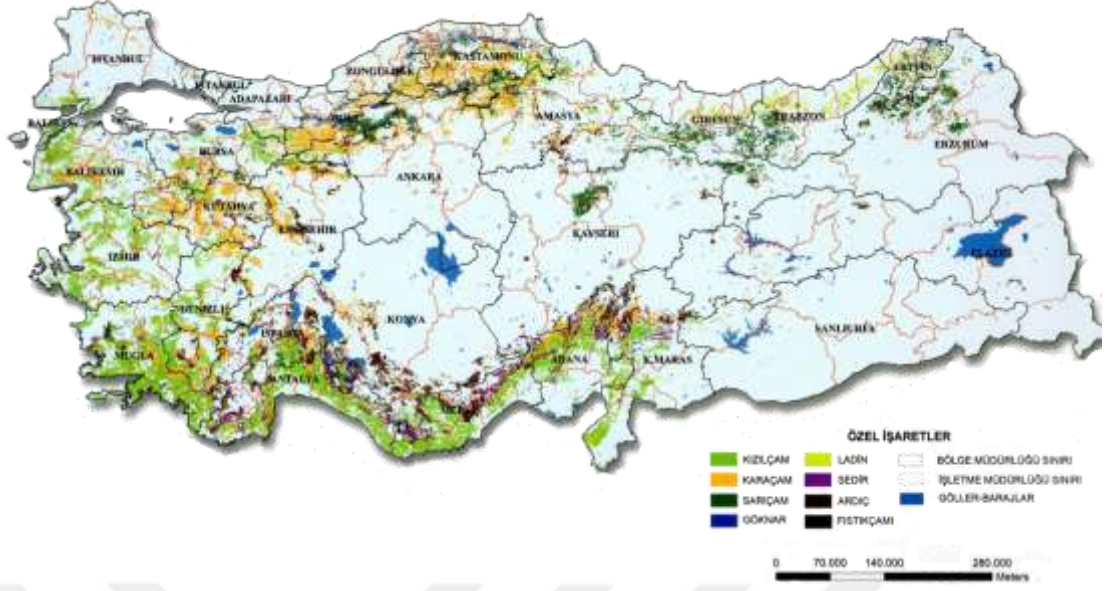 İSTANBUL
KASTAMONU
ZONGULDAK
ADAPAZARI
AMASYA
GİRESUN
TRABZON
ARTVİN
ERZURUM
BURSA
BALIKESİR
ANKARA
KÜTAHYA
ESKİŞEHİR
KAYSERİ
ELAZIĞ
İZMİR
DENİZLİ
ISPARTA
KONYA
ŞANLIURFA
MUĞLA
ANTALYA
ADANA
K.MARAŞ
ÖZEL İŞARETLER
KIZILÇAM LADİN BÖLGE MÜDÜRLÜĞÜ SINIRI
KARAÇAM SEDİR İŞLETME MÜDÜRLÜĞÜ SINIRI
SARIÇAM ARDIÇ GÖLLER-BARAJLAR
GÖKNAR FISTIKÇAMI
0 70.000 140.000 280.000
Meters